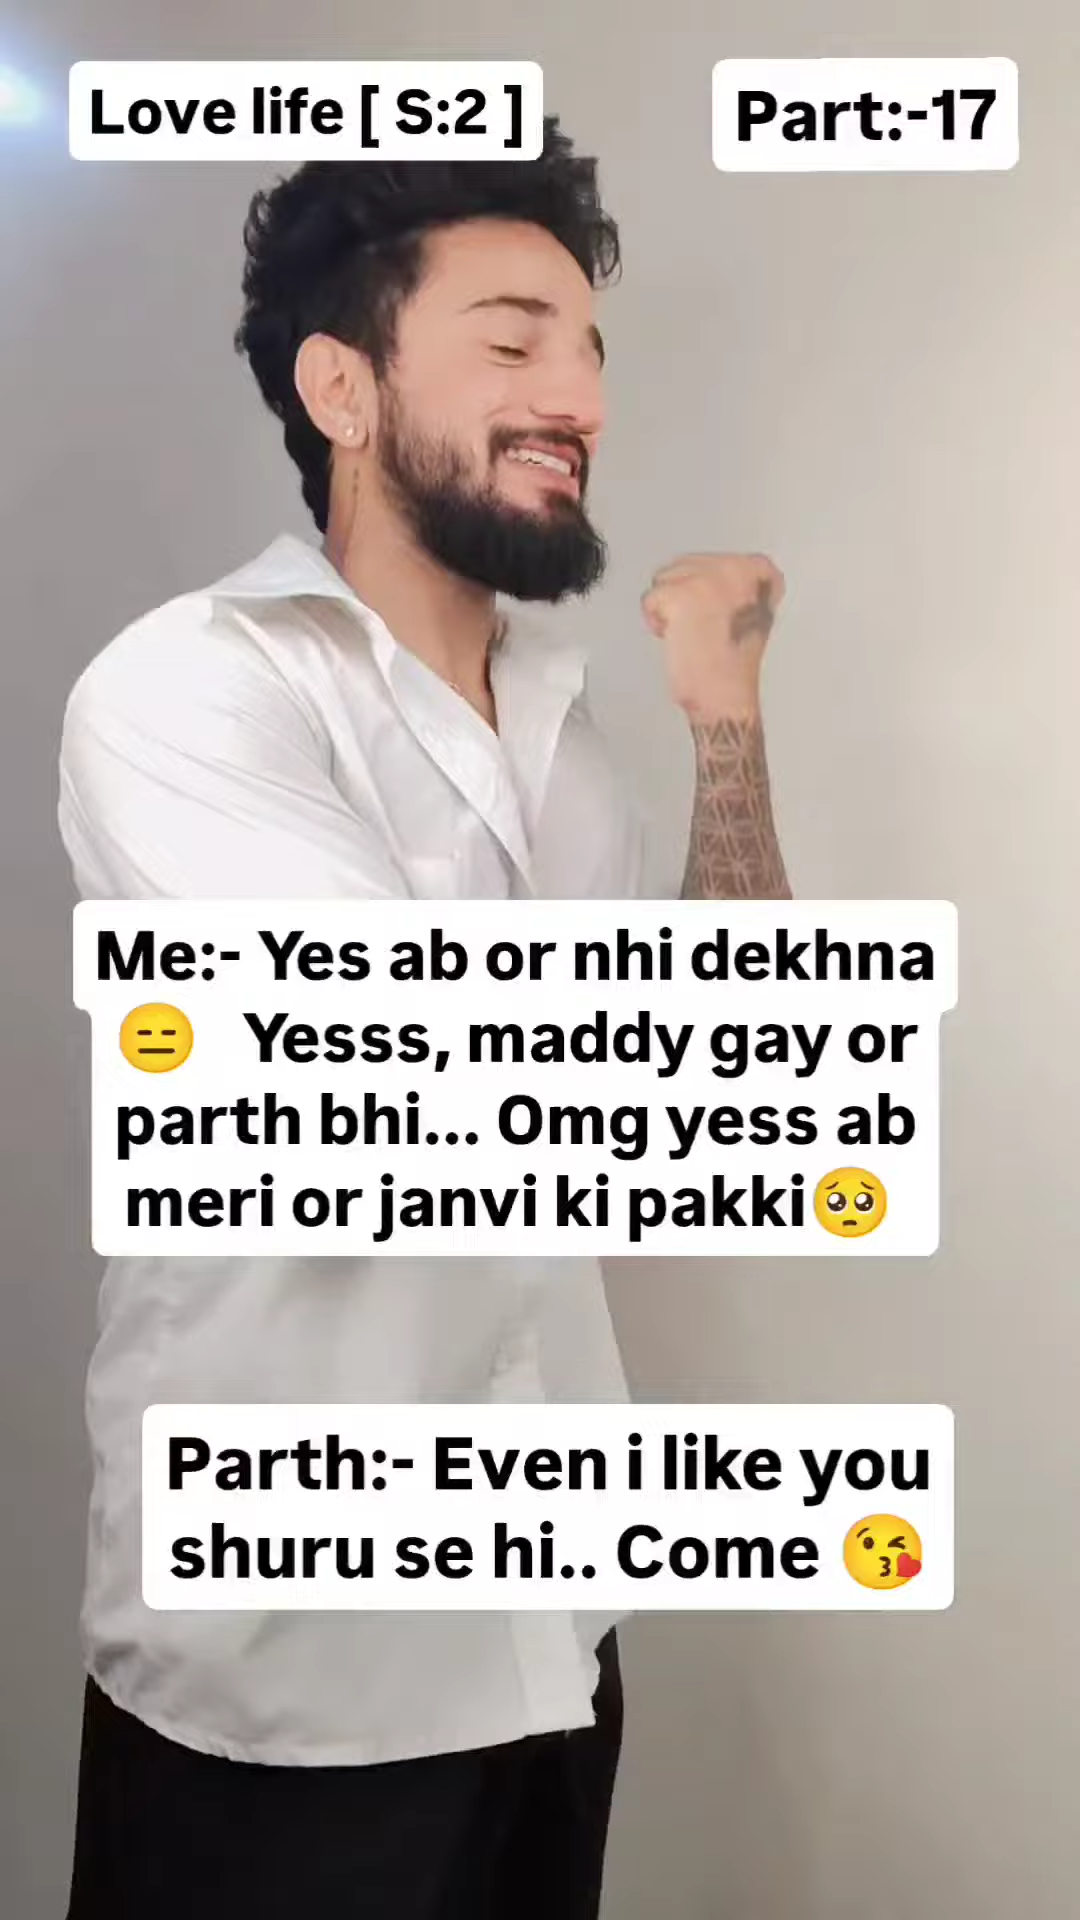 Love life [ S:2 ]
Part:-17
Me:- Yes ab or nhi dekhna
😑 Yesss, maddy gay or
parth bhi... Omg yess ab
meri or janvi ki pakki🥺
Parth:- Even i like you
shuru se hi.. Come 😘